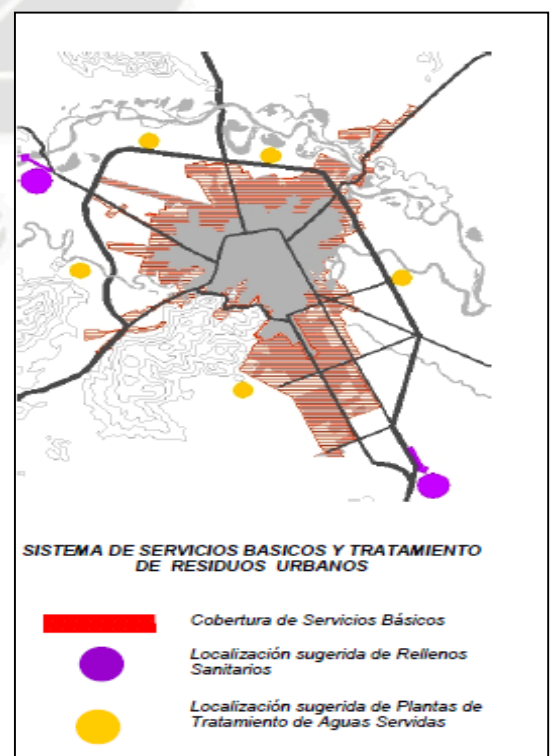 SISTEMA DE SERVICIOS BASICOS Y TRATAMIENTO
DE RESIDUOS URBANOS
Cobertura de Servicios Básicos
Localización sugerida de Rellenos
Sanitarios
Localización sugerida de Plantas de
Tratamiento de Aguas Servidas